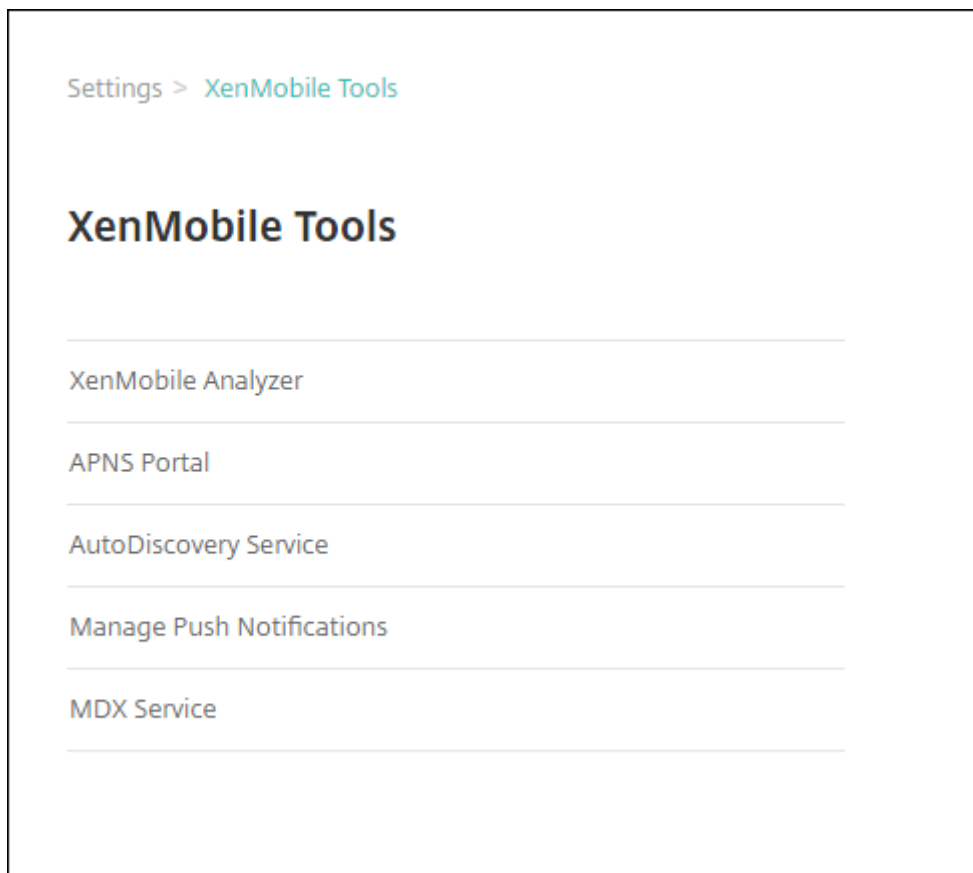 Settings > XenMobile Tools
XenMobile Tools
XenMobile Analyzer
APNS Portal
AutoDiscovery Service
Manage Push Notifications
MDX Service